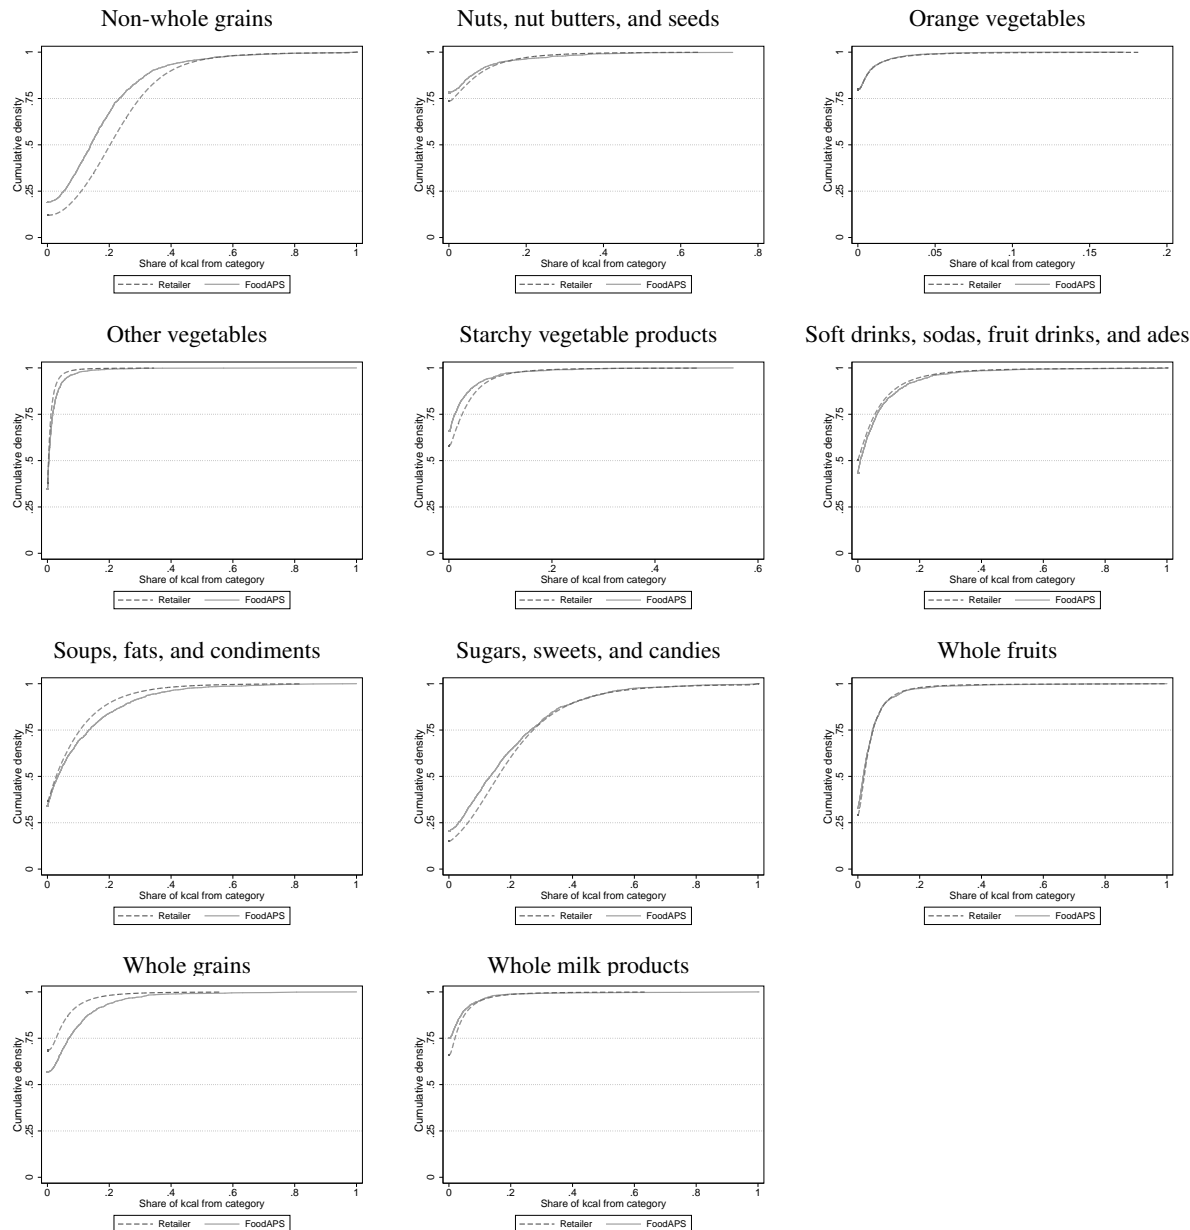 Non-whole grains
Cumulative density
0 .25 .5 .75 1
0 .2 .4 .6 .8 1
Share of kcal from category
Retailer FoodAPS
Nuts, nut butters, and seeds
Cumulative density
0 .25 .5 .75 1
0 .2 .4 .6 .8
Share of kcal from category
Retailer FoodAPS
Orange vegetables
Cumulative density
0 .25 .5 .75 1
0 .05 .1 .15 .2
Share of kcal from category
Retailer FoodAPS
Other vegetables
Cumulative density
0 .25 .5 .75 1
0 .2 .4 .6 .8 1
Share of kcal from category
Retailer FoodAPS
Starchy vegetable products
Cumulative density
0 .25 .5 .75 1
0 .2 .4 .6
Share of kcal from category
Retailer FoodAPS
Soft drinks, sodas, fruit drinks, and ades
Cumulative density
0 .25 .5 .75 1
0 .2 .4 .6 .8 1
Share of kcal from category
Retailer FoodAPS
Soups, fats, and condiments
Cumulative density
0 .25 .5 .75 1
0 .2 .4 .6 .8 1
Share of kcal from category
Retailer FoodAPS
Sugars, sweets, and candies
Cumulative density
0 .25 .5 .75 1
0 .2 .4 .6 .8 1
Share of kcal from category
Retailer FoodAPS
Whole fruits
Cumulative density
0 .25 .5 .75 1
0 .2 .4 .6 .8 1
Share of kcal from category
Retailer FoodAPS
Whole grains
Cumulative density
0 .25 .5 .75 1
0 .2 .4 .6 .8 1
Share of kcal from category
Retailer FoodAPS
Whole milk products
Cumulative density
0 .25 .5 .75 1
0 .2 .4 .6 .8 1
Share of kcal from category
Retailer FoodAPS